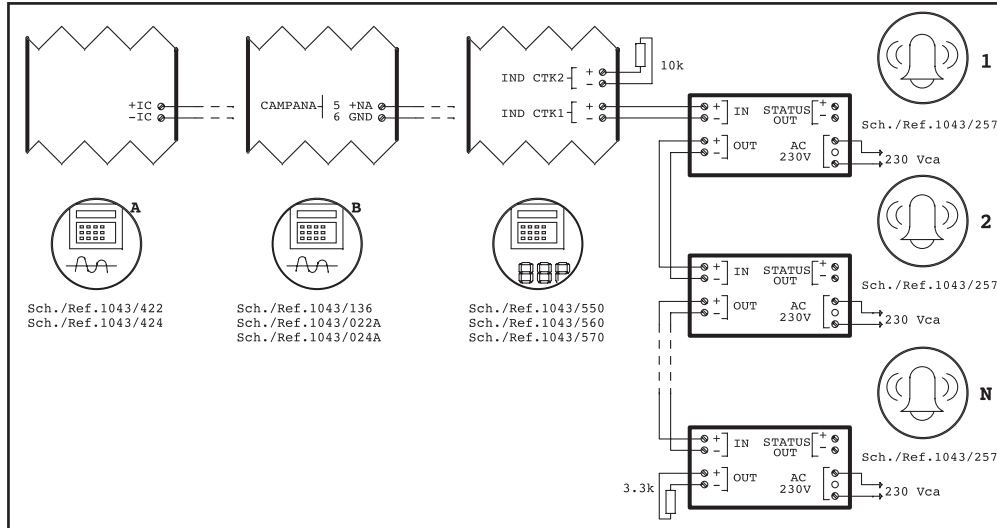 +IC
-IC
A
Sch./Ref.1043/422
Sch./Ref.1043/424
CAMPANA
5 +NA
6 GND
B
Sch./Ref.1043/136
Sch./Ref.1043/022A
Sch./Ref.1043/024A
IND CTK2
+
-
10k
IND CTK1
+
-
Sch./Ref.1043/550
Sch./Ref.1043/560
Sch./Ref.1043/570
1
+ IN STATUS +
- OUT -
+ OUT AC
- 230V
Sch./Ref.1043/257
230 Vca
2
+ IN STATUS +
- OUT -
+ OUT AC
- 230V
Sch./Ref.1043/257
230 Vca
N
+ IN STATUS +
- OUT -
+ OUT AC
- 230V
3.3k
Sch./Ref.1043/257
230 Vca